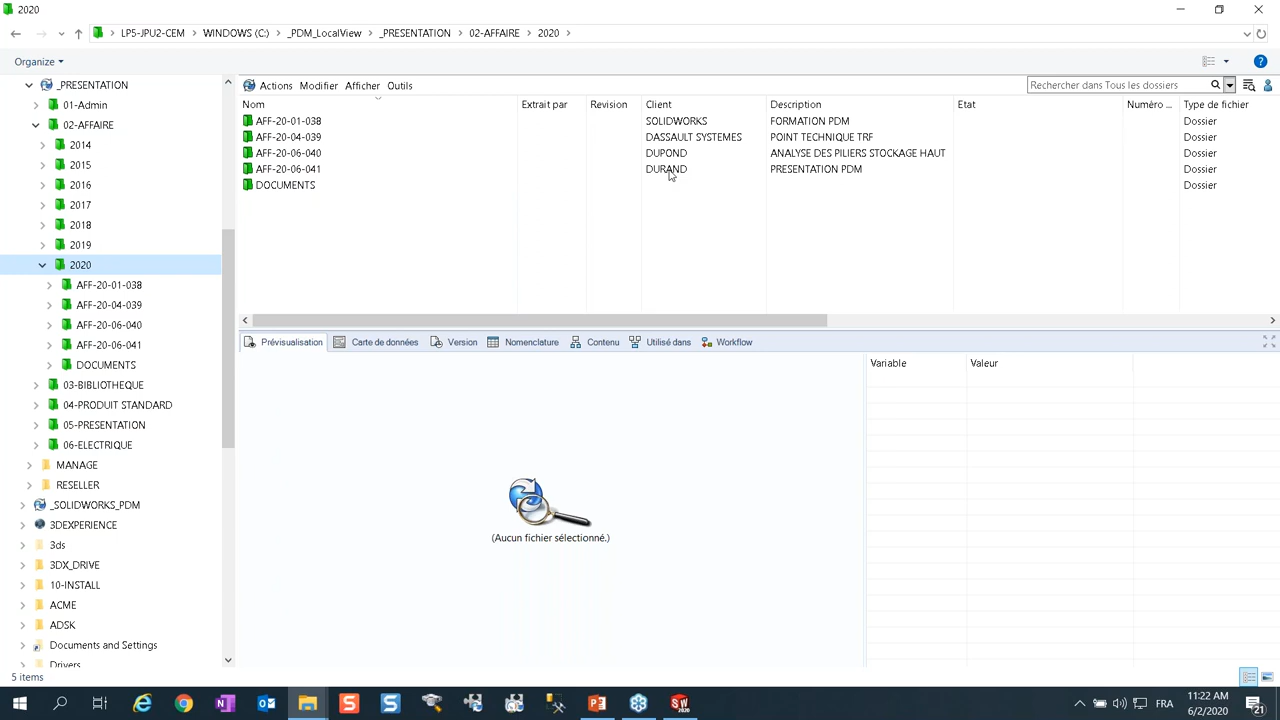 2020
LP5-JPU2-CEM > WINDOWS (C:) > _PDM_LocalView > _PRESENTATION > 02-AFFAIRE > 2020 >
Organize
_PRESENTATION
01-Admin
02-AFFAIRE
2014
2015
2016
2017
2018
2019
2020
AFF-20-01-038
AFF-20-04-039
AFF-20-06-040
AFF-20-06-041
DOCUMENTS
03-BIBLIOTHEQUE
04-PRODUIT STANDARD
05-PRESENTATION
06-ELECTRIQUE
MANAGE
RESELLER
_SOLIDWORKS_PDM
3DEXPERIENCE
3ds
3DX_DRIVE
10-INSTALL
ACME
ADSK
Documents and Settings
Drivers
Actions Modifier Afficher Outils
Rechercher dans Tous les dossiers
Nom Extrait par Revision Client Description Etat Numéro ... Type de fichier
AFF-20-01-038 SOLIDWORKS FORMATION PDM Dossier
AFF-20-04-039 DASSAULT SYSTEMES POINT TECHNIQUE TRF Dossier
AFF-20-06-040 DUPOND ANALYSE DES PILIERS STOCKAGE HAUT Dossier
AFF-20-06-041 DURAND PRESENTATION PDM Dossier
DOCUMENTS Dossier
Prévisualisation Carte de données Version Nomenclature Contenu Utilisé dans Workflow
Variable Valeur
(Aucun fichier sélectionné.)
5 items
FRA
11:22 AM
6/2/2020
21